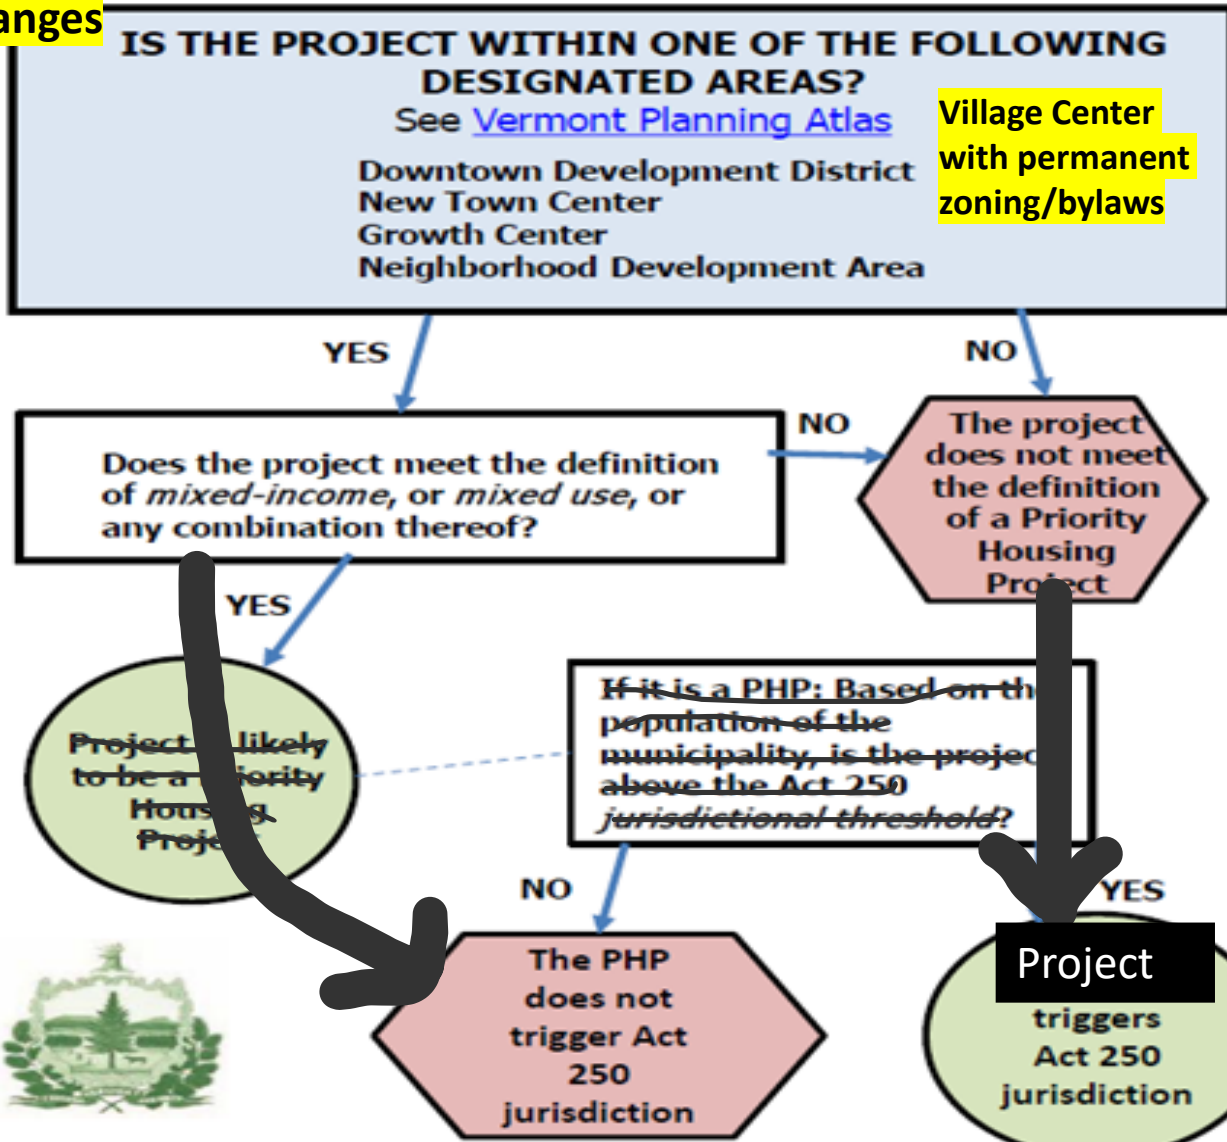 anges
IS THE PROJECT WITHIN ONE OF THE FOLLOWING
DESIGNATED AREAS?
See Vermont Planning Atlas
Downtown Development District
New Town Center
Growth Center
Neighborhood Development Area
Village Center
with permanent
zoning/bylaws
YES
NO
Does the project meet the definition
of mixed-income, or mixed use, or
any combination thereof?
NO
The project
does not meet
the definition
of a Priority
Housing
Project
YES
Project likely
to be a
Housing
If it is a PHP: Based on
population of the
municipality, is the
above the Act 250
jurisdictional threshold?
NO
YES
The PHP
does not
trigger Act
250
jurisdiction
Project
triggers
Act 250
jurisdiction